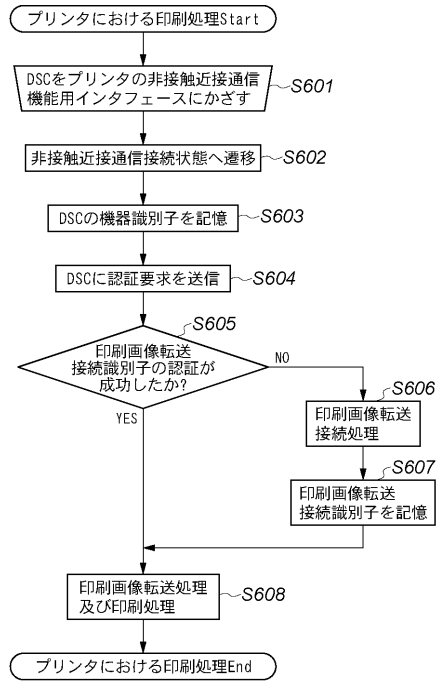 プリンタにおける印刷処理Start
DSCをプリンタの非接触近接通信
機能用インタフェースにかざす
S601
非接触近接通信接続状態へ遷移
S602
DSCの機器識別子を記憶
S603
DSCに認証要求を送信
S604
S605
印刷画像転送
接続識別子の認証が
成功したか?
NO
YES
S606
印刷画像転送
接続処理
S607
印刷画像転送
接続識別子を記憶
印刷画像転送処理
及び印刷処理
S608
プリンタにおける印刷処理End